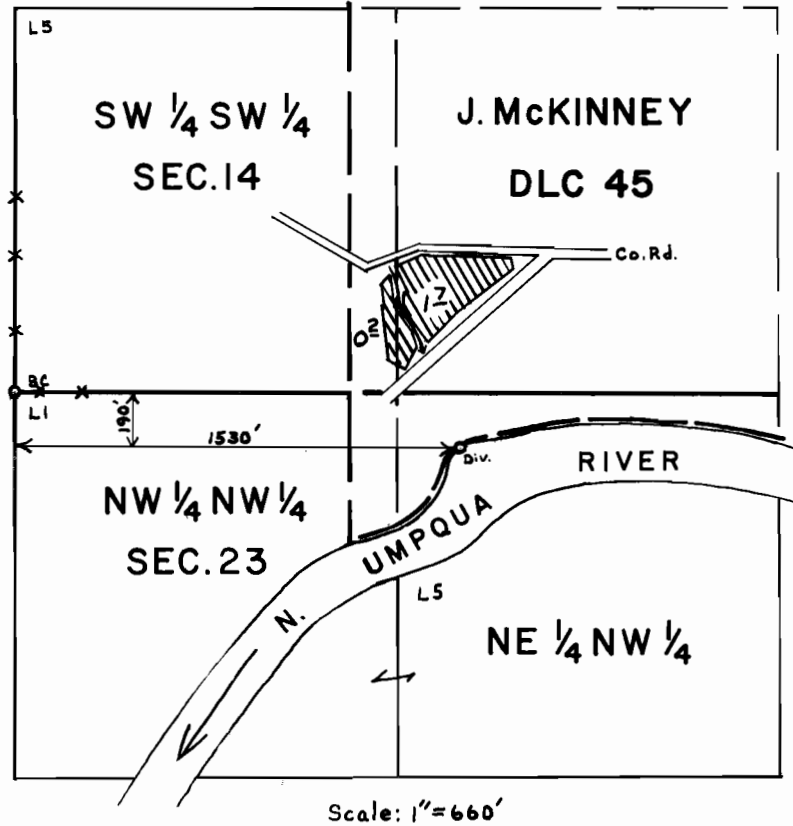 L5
SW 1/4 SW 1/4
SEC.14
J. McKINNEY
DLC 45
Co. Rd.
1 7
0 2
BC
L1
190'
1530'
Div.
RIVER
UMPQUA
N.
NW 1/4 NW 1/4
SEC.23
L5
NE 1/4 NW 1/4
Scale: 1"=660'